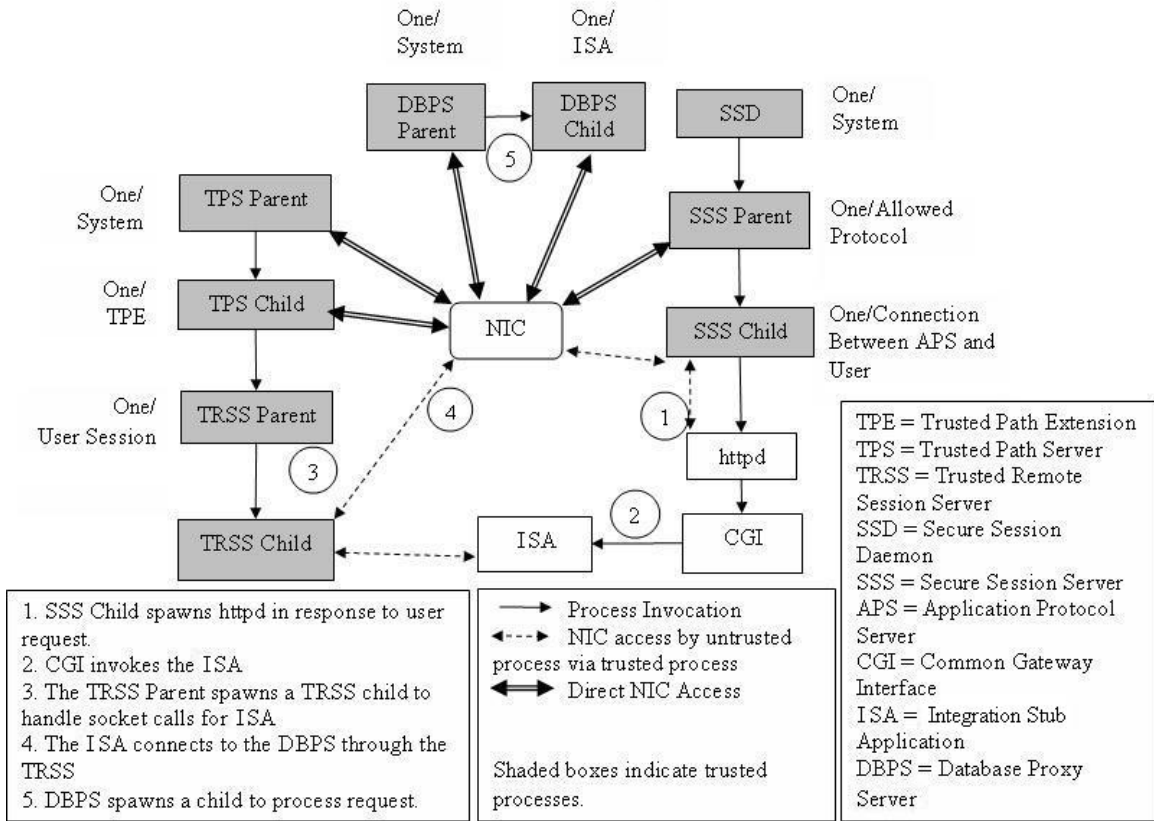 One/
System
One/
ISA
DBPS
Parent
DBPS
Child
5
SSD
One/
System
One/
System
TPS Parent
SSS Parent
One/Allowed
Protocol
One/
TPE
TPS Child
NIC
SSS Child
One/Connection
Between APS and
User
One/
User Session
TRSS Parent
3
4
1
httpd
TRSS Child
ISA
2
CGI
1. SSS Child spawns httpd in response to user
request.
2. CGI invokes the ISA
3. The TRSS Parent spawns a TRSS child to
handle socket calls for ISA
4. The ISA connects to the DBPS through the
TRSS
5. DBPS spawns a child to process request.
Process Invocation
NIC access by untrusted
process via trusted process
Direct NIC Access
Shaded boxes indicate trusted
processes.
TPE = Trusted Path Extension
TPS = Trusted Path Server
TRSS = Trusted Remote
Session Server
SSD = Secure Session
Daemon
SSS = Secure Session Server
APS = Application Protocol
Server
CGI = Common Gateway
Interface
ISA = Integration Stub
Application
DBPS = Database Proxy
Server